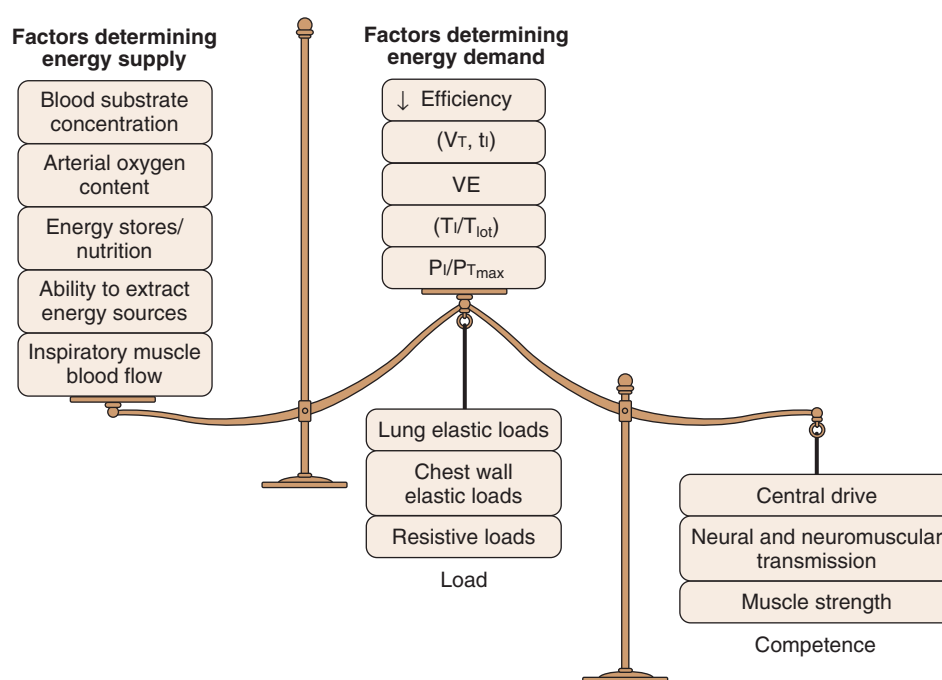 Factors determining
energy supply
Blood substrate
concentration
Arterial oxygen
content
Energy stores/
nutrition
Ability to extract
energy sources
Inspiratory muscle
blood flow
Factors determining
energy demand
↓ Efficiency
(VT, tI)
VE
(TI/Tlot)
PI/PTmax
Lung elastic loads
Chest wall
elastic loads
Resistive loads
Load
Central drive
Neural and neuromuscular
transmission
Muscle strength
Competence